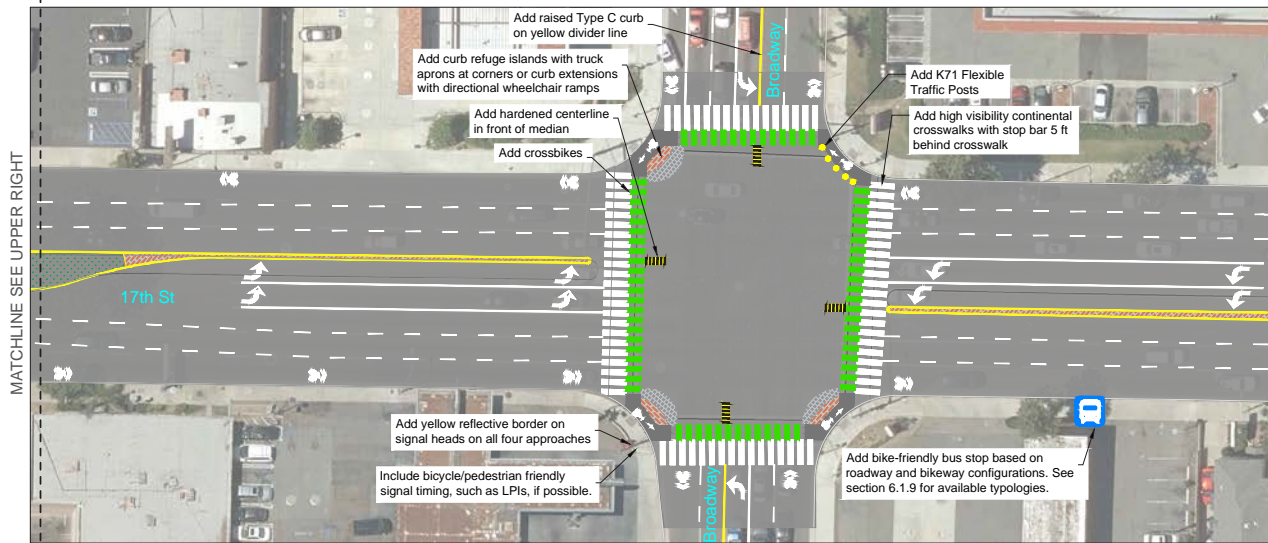 Add raised Type C curb
on yellow divider line
Broadway
Add curb refuge islands with truck
aprons at corners or curb extensions
with directional wheelchair ramps
Add K71 Flexible
Traffic Posts
Add hardened centerline
in front of median
Add high visibility continental
crosswalks with stop bar 5 ft
behind crosswalk
Add crossbikes
MATCHLINE SEE UPPER RIGHT
17th St
Add yellow reflective border on
signal heads on all four approaches
Include bicycle/pedestrian friendly
signal timing, such as LPIs, if possible.
Broadway
Add bike-friendly bus stop based on
roadway and bikeway configurations. See
section 6.1.9 for available typologies.